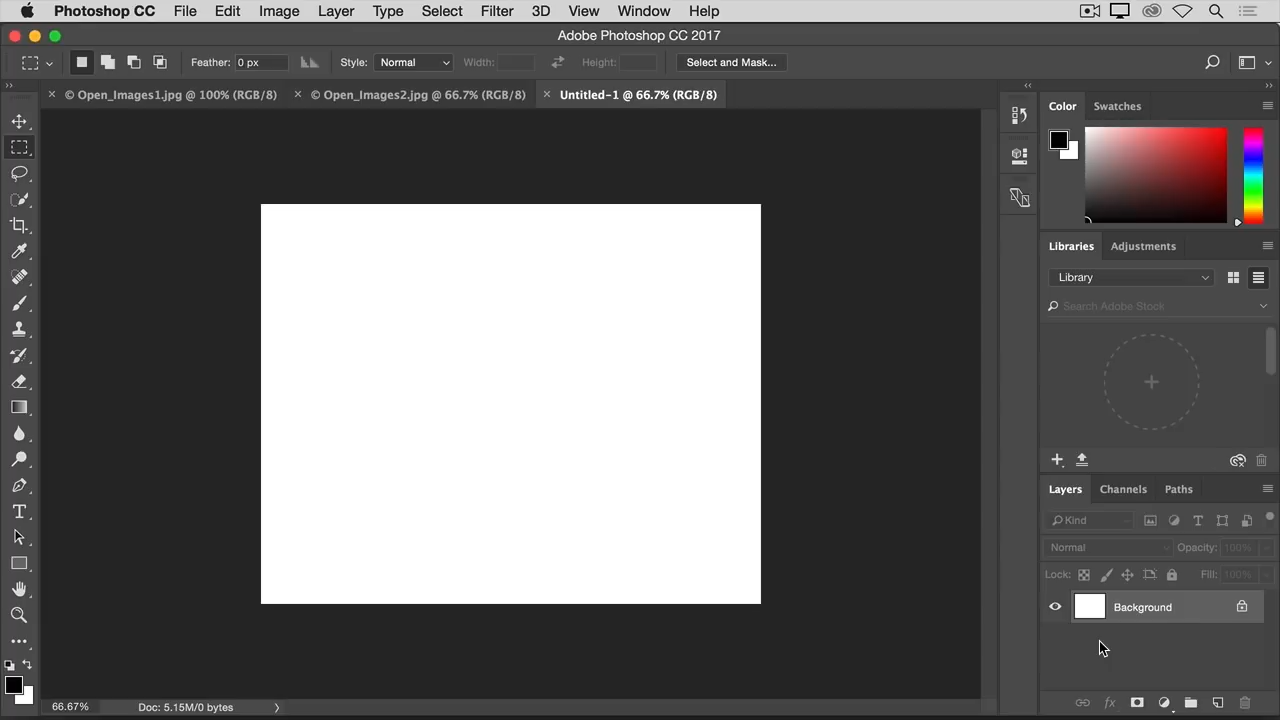 Photoshop CC File Edit Image Layer Type Select Filter 3D View Window Help
Adobe Photoshop CC 2017
Feather: 0 px Style: Normal Width: Height: Select and Mask...
© Open_Images1.jpg @ 100% (RGB/8) © Open_Images2.jpg @ 66.7% (RGB/8) Untitled-1 @ 66.7% (RGB/8)
Color Swatches
Libraries Adjustments
Library
Search Adobe Stock
Layers Channels Paths
Kind
Normal Opacity: 100%
Lock: Fill: 100%
Background
66.67% Doc: 5.15M/0 bytes